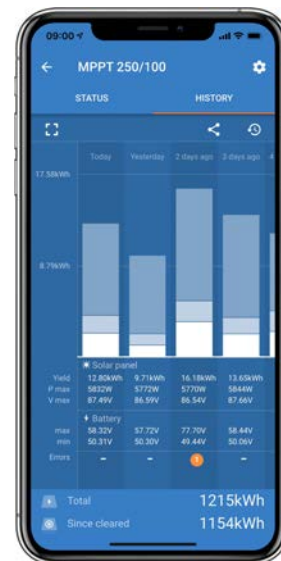 09:00
MPPT 250/100
STATUS HISTORY
Today Yesterday 2 days ago 3 days ago 4
17.58kWh
8.79kWh
Solar panel
Yield 12.80kWh 9.71kWh 16.18kWh 13.65kWh
P max 5832W 5772W 5770W 5844W
V max 87.49V 86.59V 86.54V 87.66V
Battery
max 58.32V 57.72V 77.70V 58.44V
min 50.31V 50.30V 49.44V 50.06V
Errors – – 1 –
Total 1215kWh
Since cleared 1154kWh